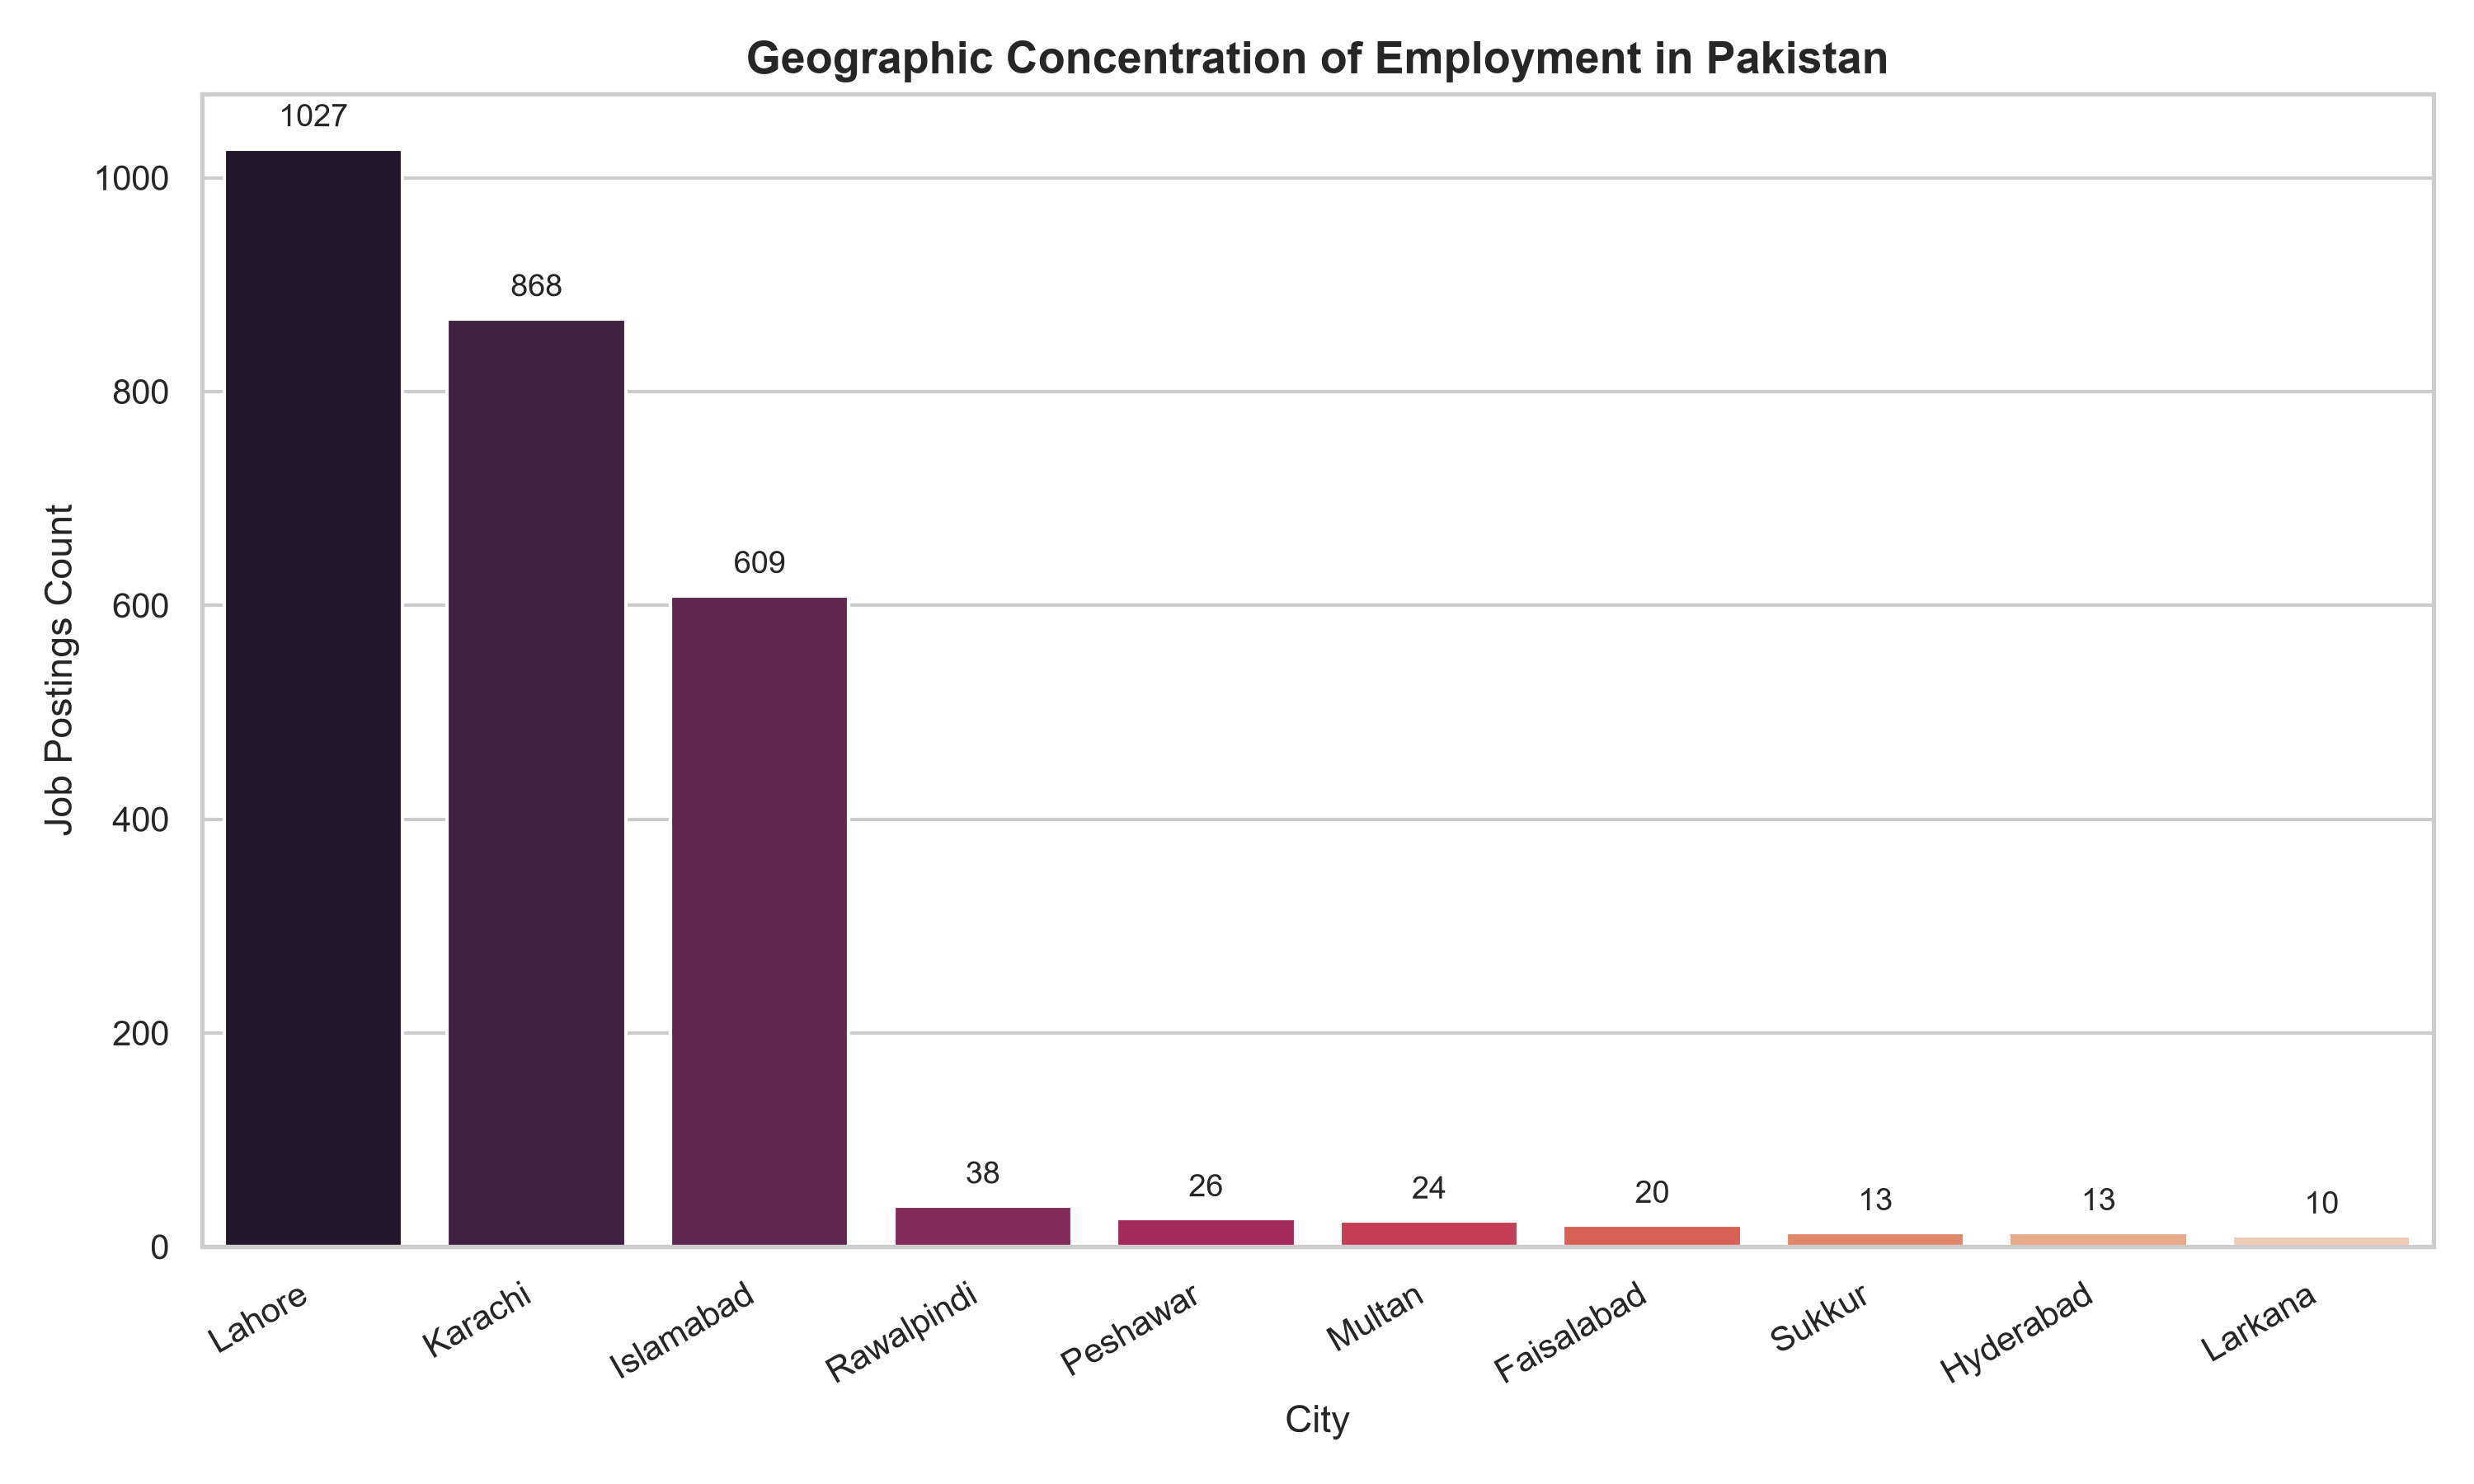 Geographic Concentration of Employment in Pakistan
Job Postings Count
1000
800
600
400
200
0
1027
868
609
38
26
24
20
13
13
10
Lahore
Karachi
Islamabad
Rawalpindi
Peshawar
Multan
Faisalabad
Sukkur
Hyderabad
Larkana
City